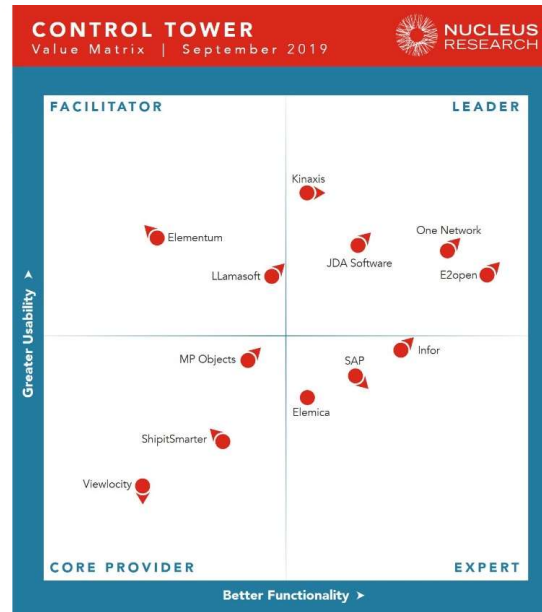 CONTROL TOWER
Value Matrix | September 2019
NUCLEUS
RESEARCH
FACILITATOR
LEADER
Kinaxis
Elementum
One Network
JDA Software
LLamasoft
E2open
Greater Usability >
MP Objects
SAP
Infor
Elemica
ShipitSmarter
Viewlocity
CORE PROVIDER
EXPERT
Better Functionality >